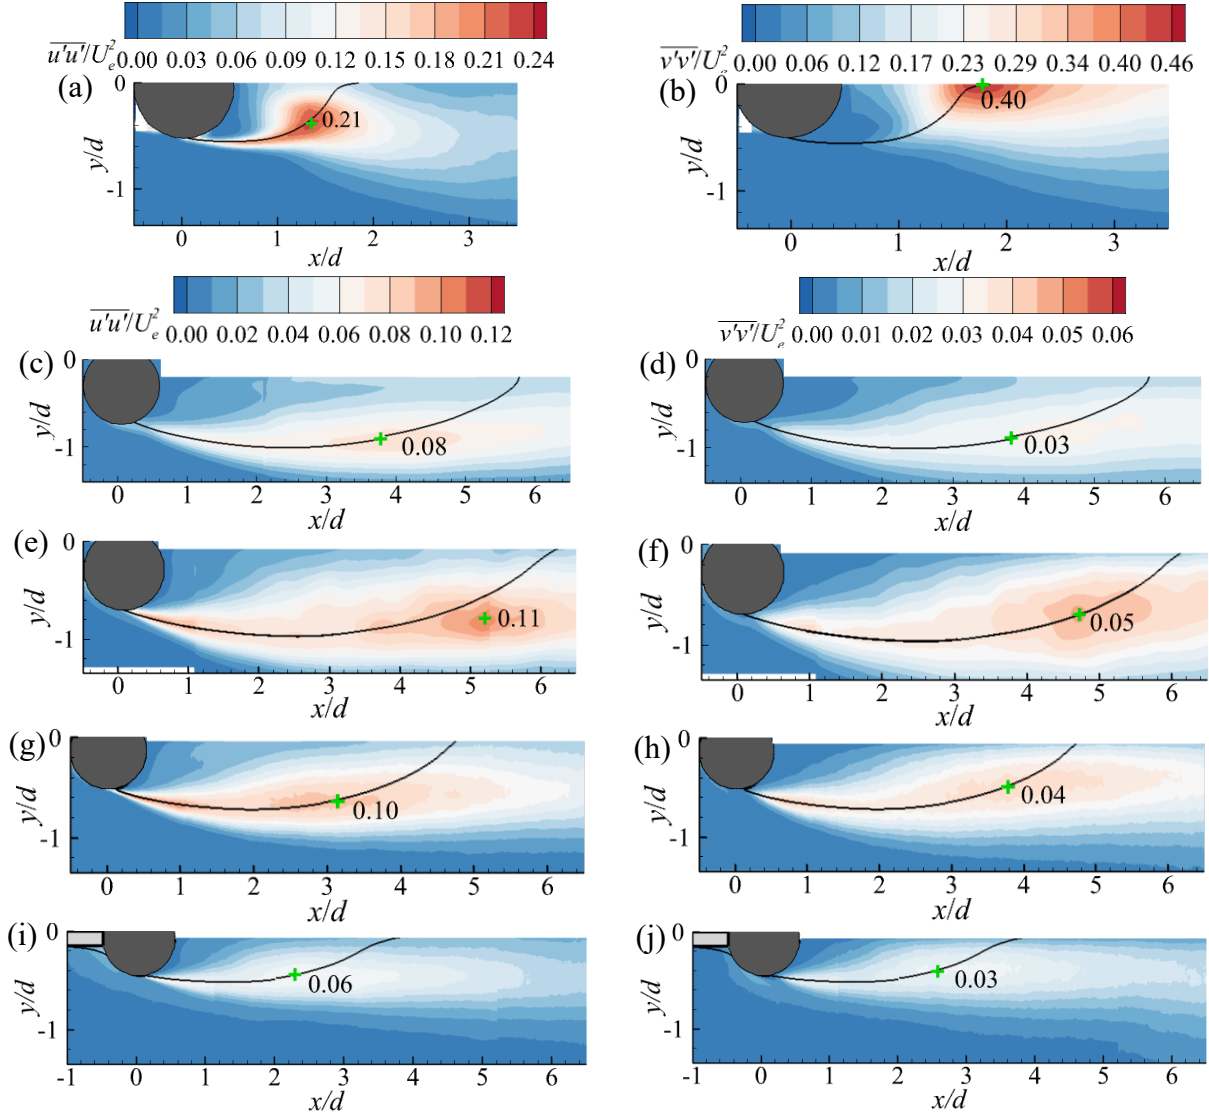 u'u'/U²ₑ 0.00 0.03 0.06 0.09 0.12 0.15 0.18 0.21 0.24
v'v'/U²ₑ 0.00 0.06 0.12 0.17 0.23 0.29 0.34 0.40 0.46
(a) 0 -1 y/d 0.21
0 1 2 3
x/d
(b) 0 -1 y/d 0.40
0 1 2 3
x/d
u'u'/U²ₑ 0.00 0.02 0.04 0.06 0.08 0.10 0.12
v'v'/U²ₑ 0.00 0.01 0.02 0.03 0.04 0.05 0.06
(c) 0 -1 y/d 0.08
0 1 2 3 4 5 6
x/d
(d) 0 -1 y/d 0.03
0 1 2 3 4 5 6
x/d
(e) 0 -1 y/d 0.11
0 1 2 3 4 5 6
x/d
(f) 0 -1 y/d 0.05
0 1 2 3 4 5 6
x/d
(g) 0 -1 y/d 0.10
0 1 2 3 4 5 6
x/d
(h) 0 -1 y/d 0.04
0 1 2 3 4 5 6
x/d
(i) 0 -1 y/d 0.06
-1 0 1 2 3 4 5 6
x/d
(j) 0 -1 y/d 0.03
-1 0 1 2 3 4 5 6
x/d